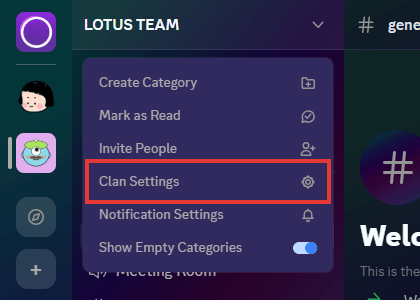 LOTUS TEAM
Create Category
Mark as Read
Invite People
Clan Settings
Notification Settings
Show Empty Categories
Meeting Room
# gene
Welc
This is the